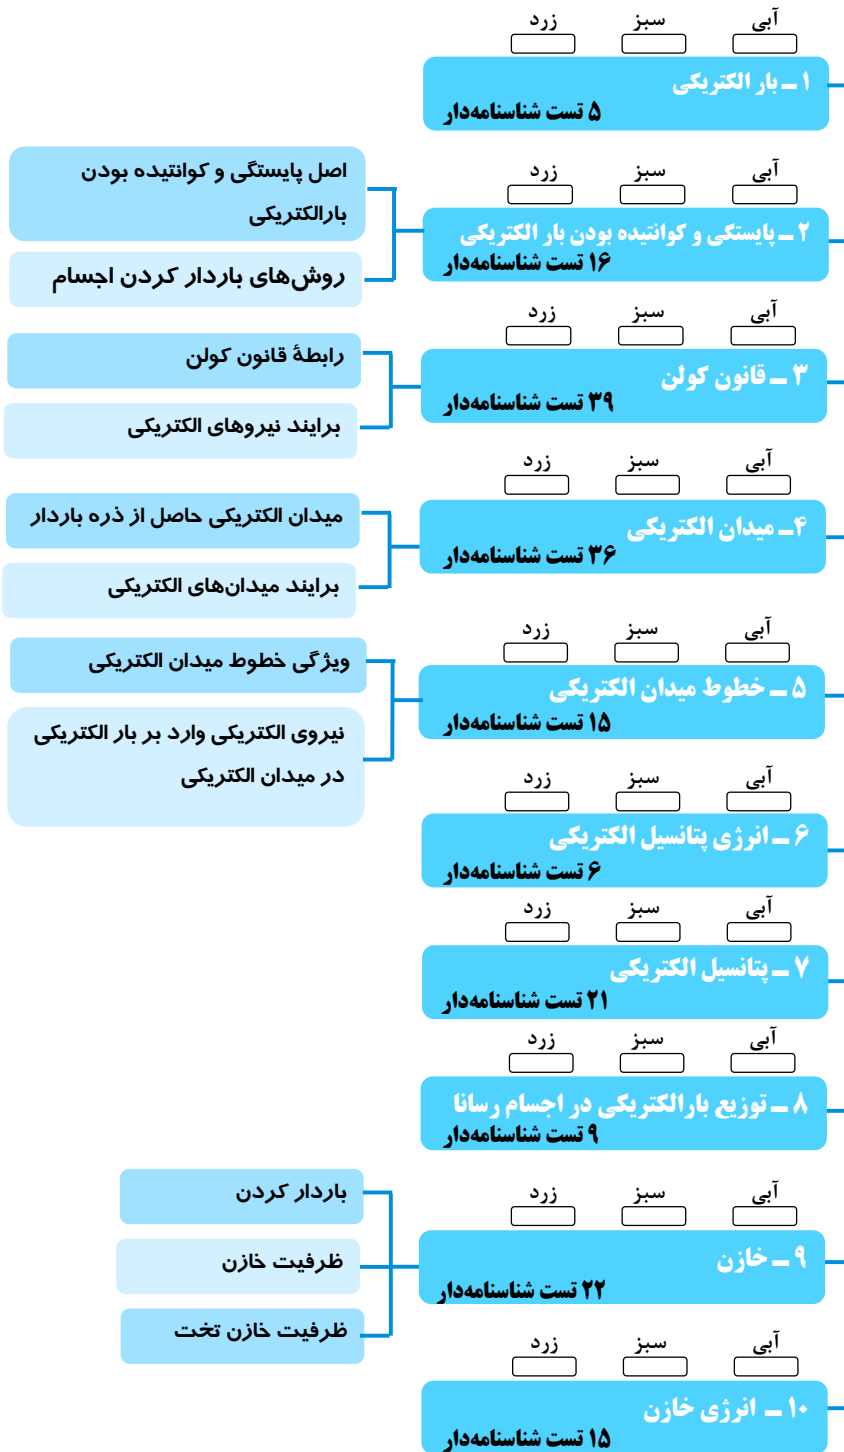 آبی سبز زرد
۱ ـ بار الکتریکی
۵ تست شناسنامه‌دار
آبی سبز زرد
۲ ـ پایستگی و کوانتیده بودن بار الکتریکی
۱۶ تست شناسنامه‌دار
اصل پایستگی و کوانتیده بودن
بارالکتریکی
روش‌های باردار کردن اجسام
آبی سبز زرد
۳ ـ قانون کولن
۳۹ تست شناسنامه‌دار
رابطهٔ قانون کولن
برایند نیروهای الکتریکی
آبی سبز زرد
۴ـ میدان الکتریکی
۳۶ تست شناسنامه‌دار
میدان الکتریکی حاصل از ذره باردار
برایند میدان‌های الکتریکی
آبی سبز زرد
۵ ـ خطوط میدان الکتریکی
۱۵ تست شناسنامه‌دار
ویژگی خطوط میدان الکتریکی
نیروی الکتریکی وارد بر بار الکتریکی
در میدان الکتریکی
آبی سبز زرد
۶ ـ انرژی پتانسیل الکتریکی
۶ تست شناسنامه‌دار
آبی سبز زرد
۷ ـ پتانسیل الکتریکی
۲۱ تست شناسنامه‌دار
آبی سبز زرد
۸ ـ توزیع بارالکتریکی در اجسام رسانا
۹ تست شناسنامه‌دار
آبی سبز زرد
۹ ـ خازن
۲۲ تست شناسنامه‌دار
باردار کردن
ظرفیت خازن
ظرفیت خازن تخت
آبی سبز زرد
۱۰ ـ انرژی خازن
۱۵ تست شناسنامه‌دار